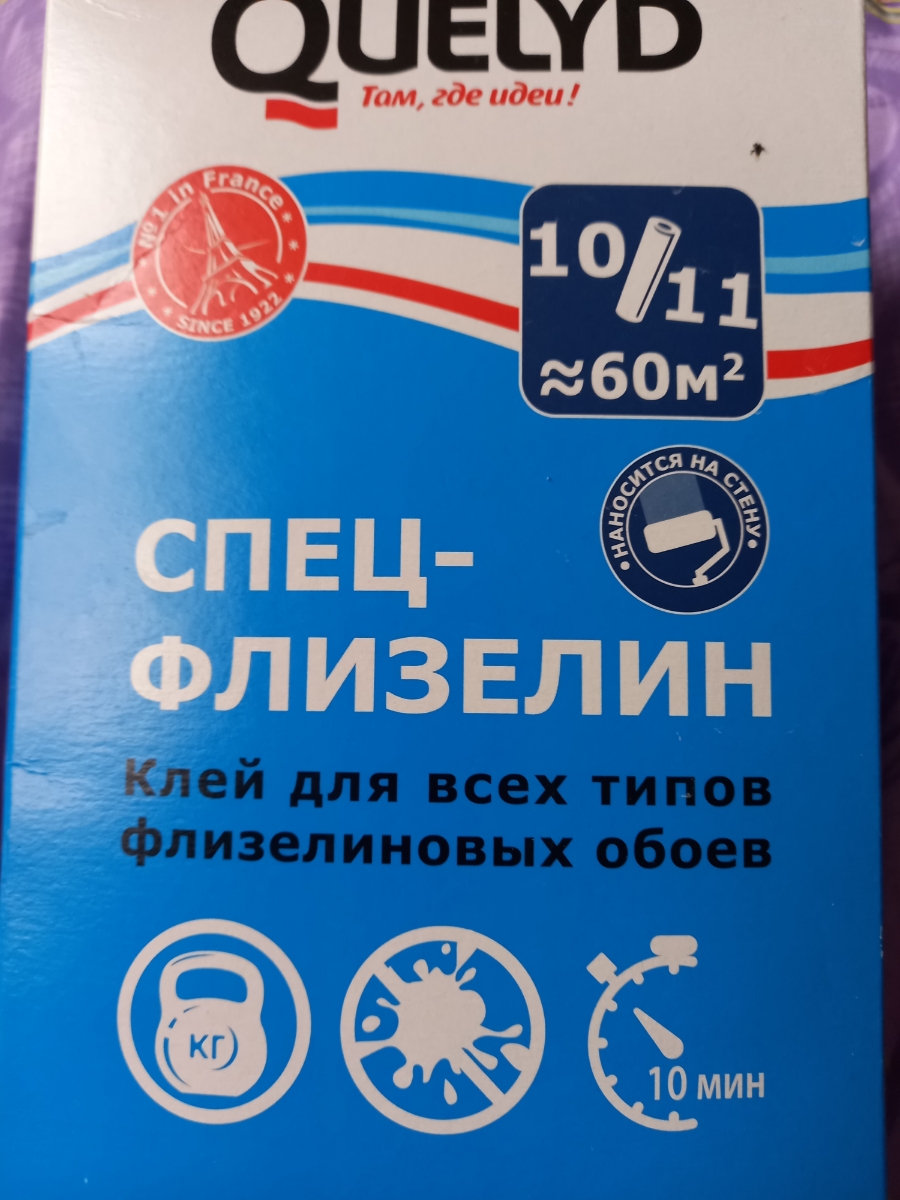 QUELYD
Там, где идеи!
№1 in France
SINCE 1922
10/11
≈60м²
НАНОСИТСЯ НА СТЕНУ
СПЕЦ-
ФЛИЗЕЛИН
Клей для всех типов
флизелиновых обоев
кг
10 мин